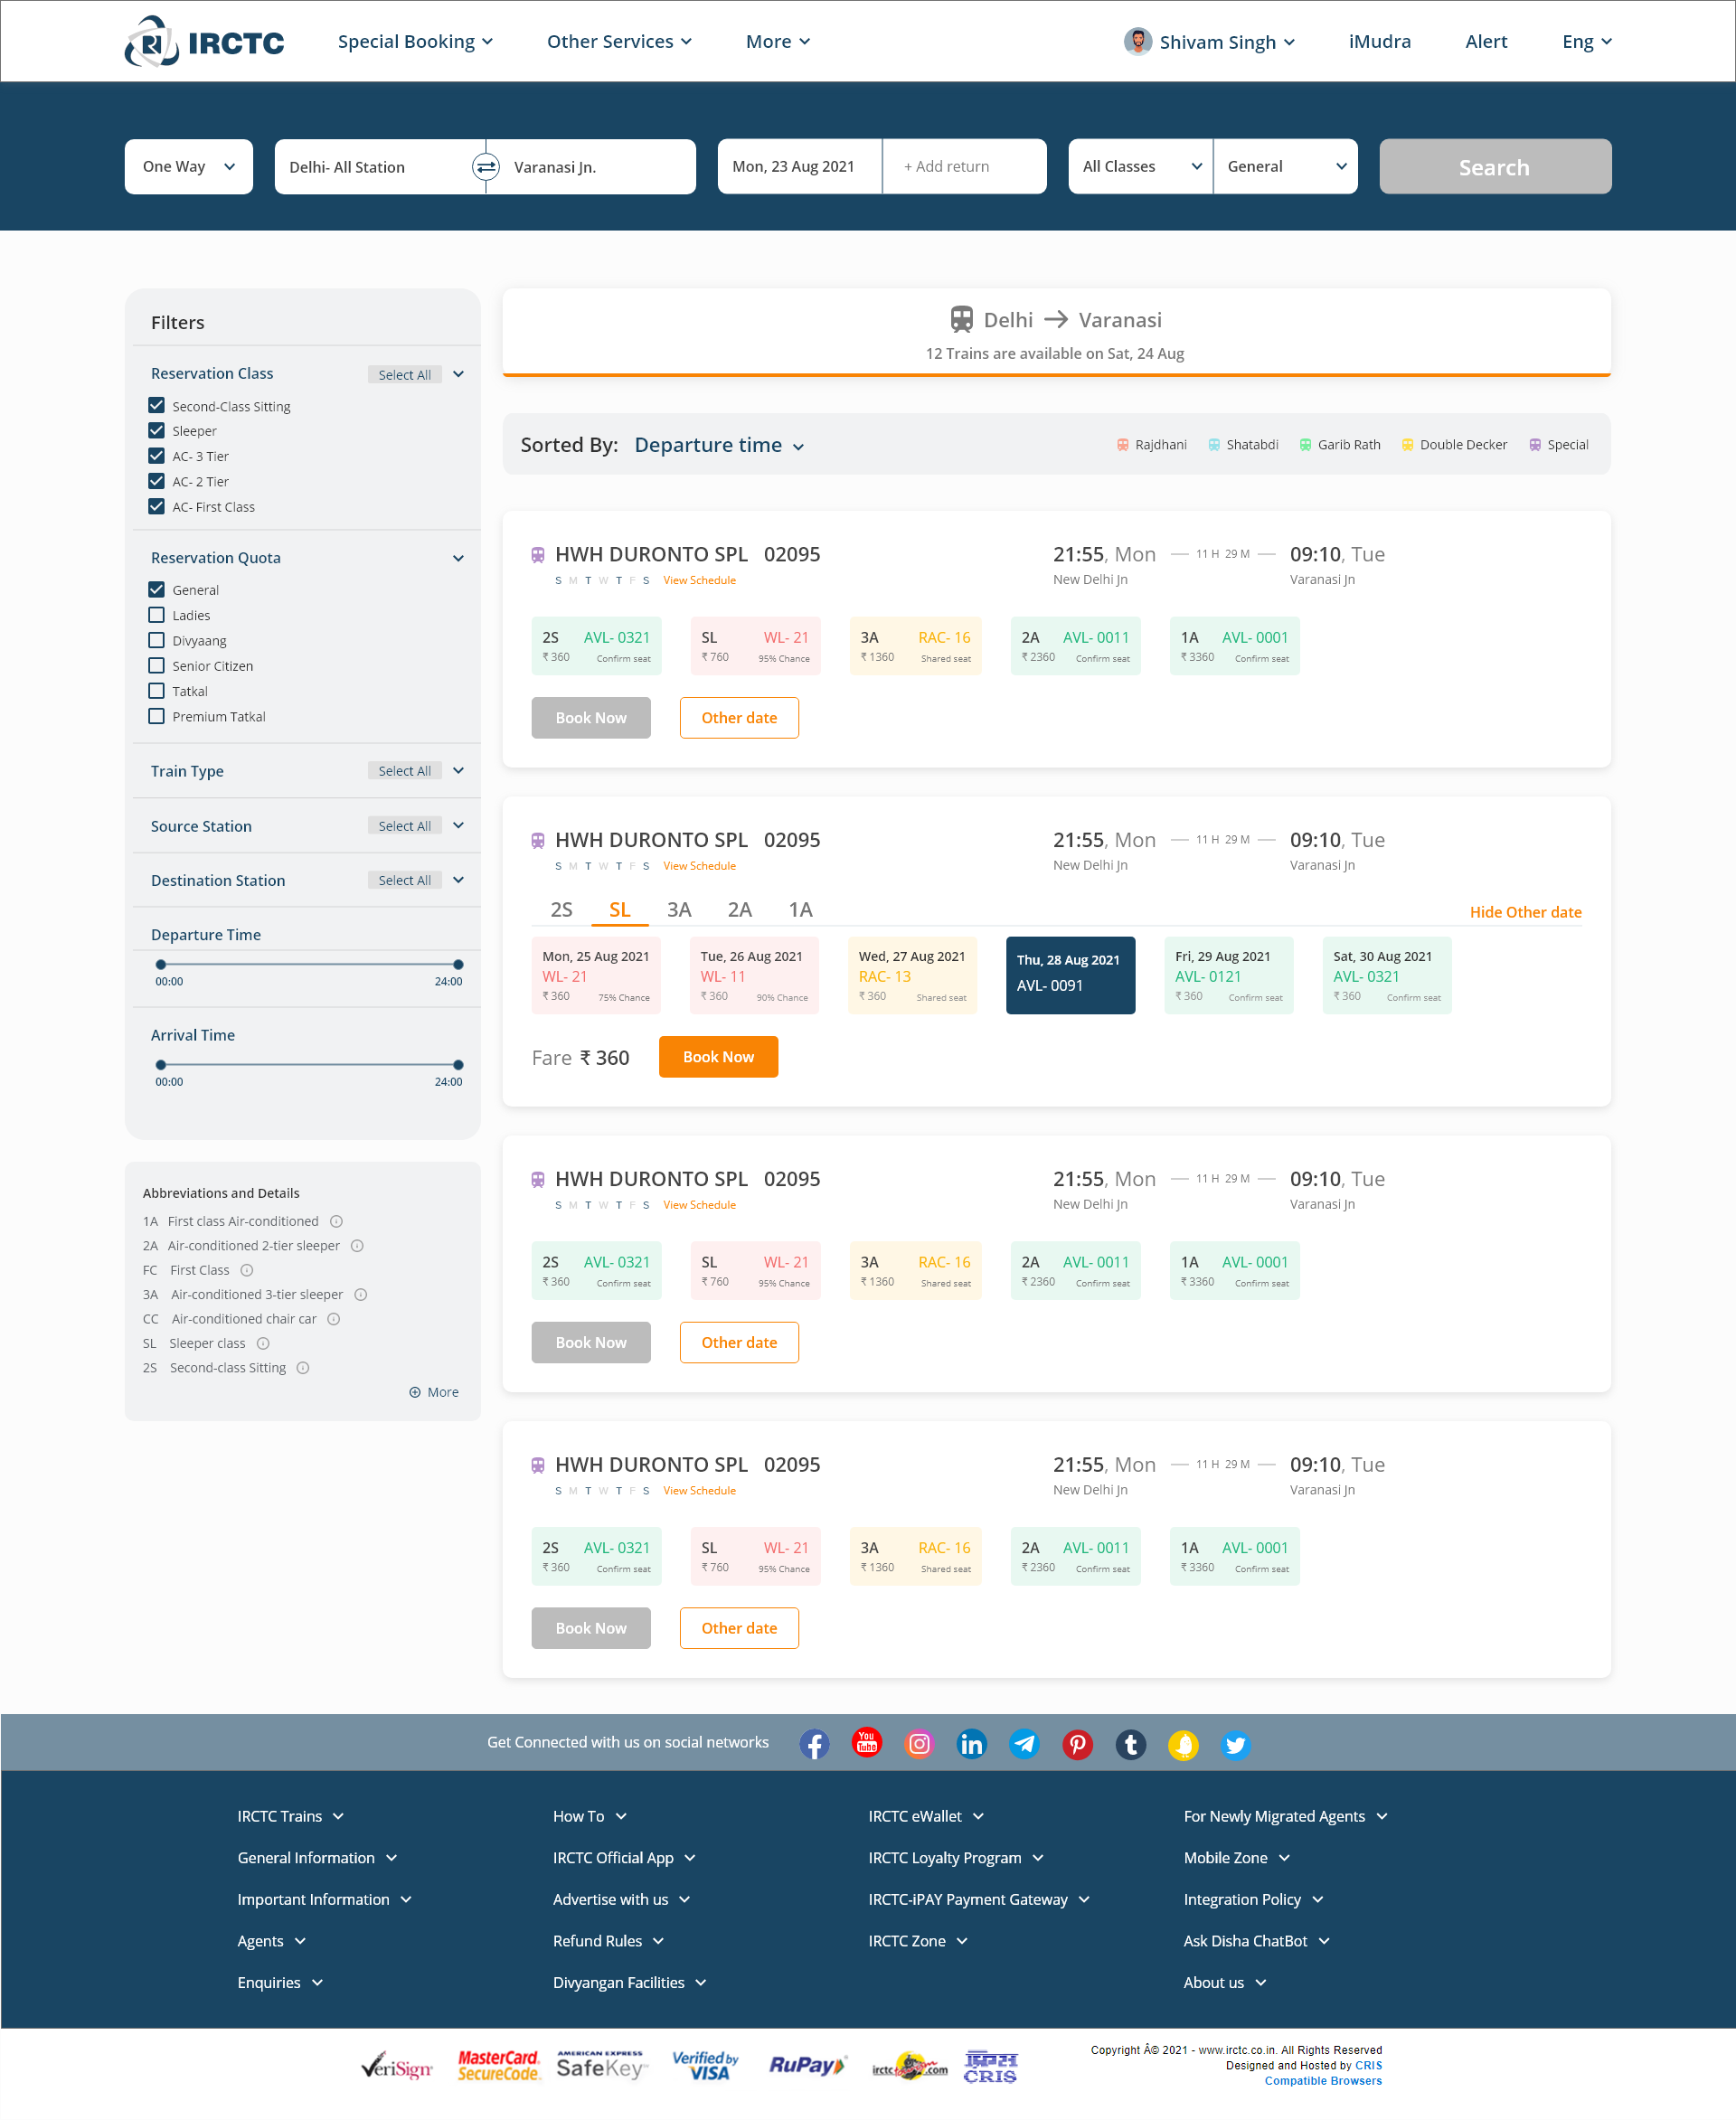 IRCTC Special Booking Other Services More Shivam Singh iMudra Alert Eng
One Way Delhi- All Station Varanasi Jn. Mon, 23 Aug 2021 + Add return All Classes General Search
Filters
Reservation Class Select All
Second-Class Sitting
Sleeper
AC- 3 Tier
AC- 2 Tier
AC- First Class
Reservation Quota
General
Ladies
Divyaang
Senior Citizen
Tatkal
Premium Tatkal
Train Type Select All
Source Station Select All
Destination Station Select All
Departure Time
00:00 24:00
Arrival Time
00:00 24:00
Abbreviations and Details
1A First class Air-conditioned
2A Air-conditioned 2-tier sleeper
FC First Class
3A Air-conditioned 3-tier sleeper
CC Air-conditioned chair car
SL Sleeper class
2S Second-class Sitting
More
Delhi Varanasi
12 Trains are available on Sat, 24 Aug
Sorted By: Departure time Rajdhani Shatabdi Garib Rath Double Decker Special
HWH DURONTO SPL 02095 21:55, Mon 11 H 29 M 09:10, Tue
S M T W T F S View Schedule New Delhi Jn Varanasi Jn
2S AVL- 0321 SL WL- 21 3A RAC- 16 2A AVL- 0011 1A AVL- 0001
₹ 360 Confirm seat ₹ 760 95% Chance ₹ 1360 Shared seat ₹ 2360 Confirm seat ₹ 3360 Confirm seat
Book Now Other date
HWH DURONTO SPL 02095 21:55, Mon 11 H 29 M 09:10, Tue
S M T W T F S View Schedule New Delhi Jn Varanasi Jn
2S SL 3A 2A 1A Hide Other date
Mon, 25 Aug 2021 Tue, 26 Aug 2021 Wed, 27 Aug 2021 Thu, 28 Aug 2021 Fri, 29 Aug 2021 Sat, 30 Aug 2021
WL- 21 WL- 11 RAC- 13 AVL- 0091 AVL- 0121 AVL- 0321
₹ 360 75% Chance ₹ 360 90% Chance ₹ 360 Shared seat ₹ 360 Confirm seat ₹ 360 Confirm seat
Fare ₹ 360 Book Now
HWH DURONTO SPL 02095 21:55, Mon 11 H 29 M 09:10, Tue
S M T W T F S View Schedule New Delhi Jn Varanasi Jn
2S AVL- 0321 SL WL- 21 3A RAC- 16 2A AVL- 0011 1A AVL- 0001
₹ 360 Confirm seat ₹ 760 95% Chance ₹ 1360 Shared seat ₹ 2360 Confirm seat ₹ 3360 Confirm seat
Book Now Other date
HWH DURONTO SPL 02095 21:55, Mon 11 H 29 M 09:10, Tue
S M T W T F S View Schedule New Delhi Jn Varanasi Jn
2S AVL- 0321 SL WL- 21 3A RAC- 16 2A AVL- 0011 1A AVL- 0001
₹ 360 Confirm seat ₹ 760 95% Chance ₹ 1360 Shared seat ₹ 2360 Confirm seat ₹ 3360 Confirm seat
Book Now Other date
Get Connected with us on social networks You Tube in
IRCTC Trains How To IRCTC eWallet For Newly Migrated Agents
General Information IRCTC Official App IRCTC Loyalty Program Mobile Zone
Important Information Advertise with us IRCTC-iPAY Payment Gateway Integration Policy
Agents Refund Rules IRCTC Zone Ask Disha ChatBot
Enquiries Divyangan Facilities About us
VeriSign
MasterCard. SecureCode.
AMERICAN EXPRESS SafeKey
Verified by VISA
RuPay
irctc .com
CRIS
Copyright Â© 2021 - www.irctc.co.in. All Rights Reserved
Designed and Hosted by CRIS
Compatible Browsers